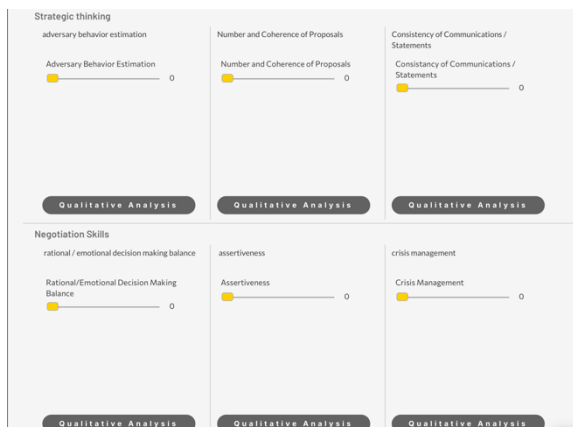 Strategic thinking
adversary behavior estimation
Number and Coherence of Proposals
Consistency of Communications /
Statements
Adversary Behavior Estimation
0
Number and Coherence of Proposals
0
Consistancy of Communications /
Statements
0
Qualitative Analysis
Qualitative Analysis
Qualitative Analysis
Negotiation Skills
rational / emotional decision making balance
assertiveness
crisis management
Rational/Emotional Decision Making
Balance
0
Assertiveness
0
Crisis Management
0
Qualitative Analysis
Qualitative Analysis
Qualitative Analysis